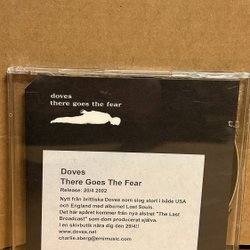 doves
there goes the fear
Doves
There Goes The Fear
Release: 29/4 2002
Nytt från brittiska Doves som slog stort i både USA
och England med albumet Lost Souls.
Det här spåret kommer från nya alstret "The Last
Broadcast" som dom producerat själva.
I en skivbutik nära dig den 29/4!!
www.doves.net
charlie.aberg@emimusic.com